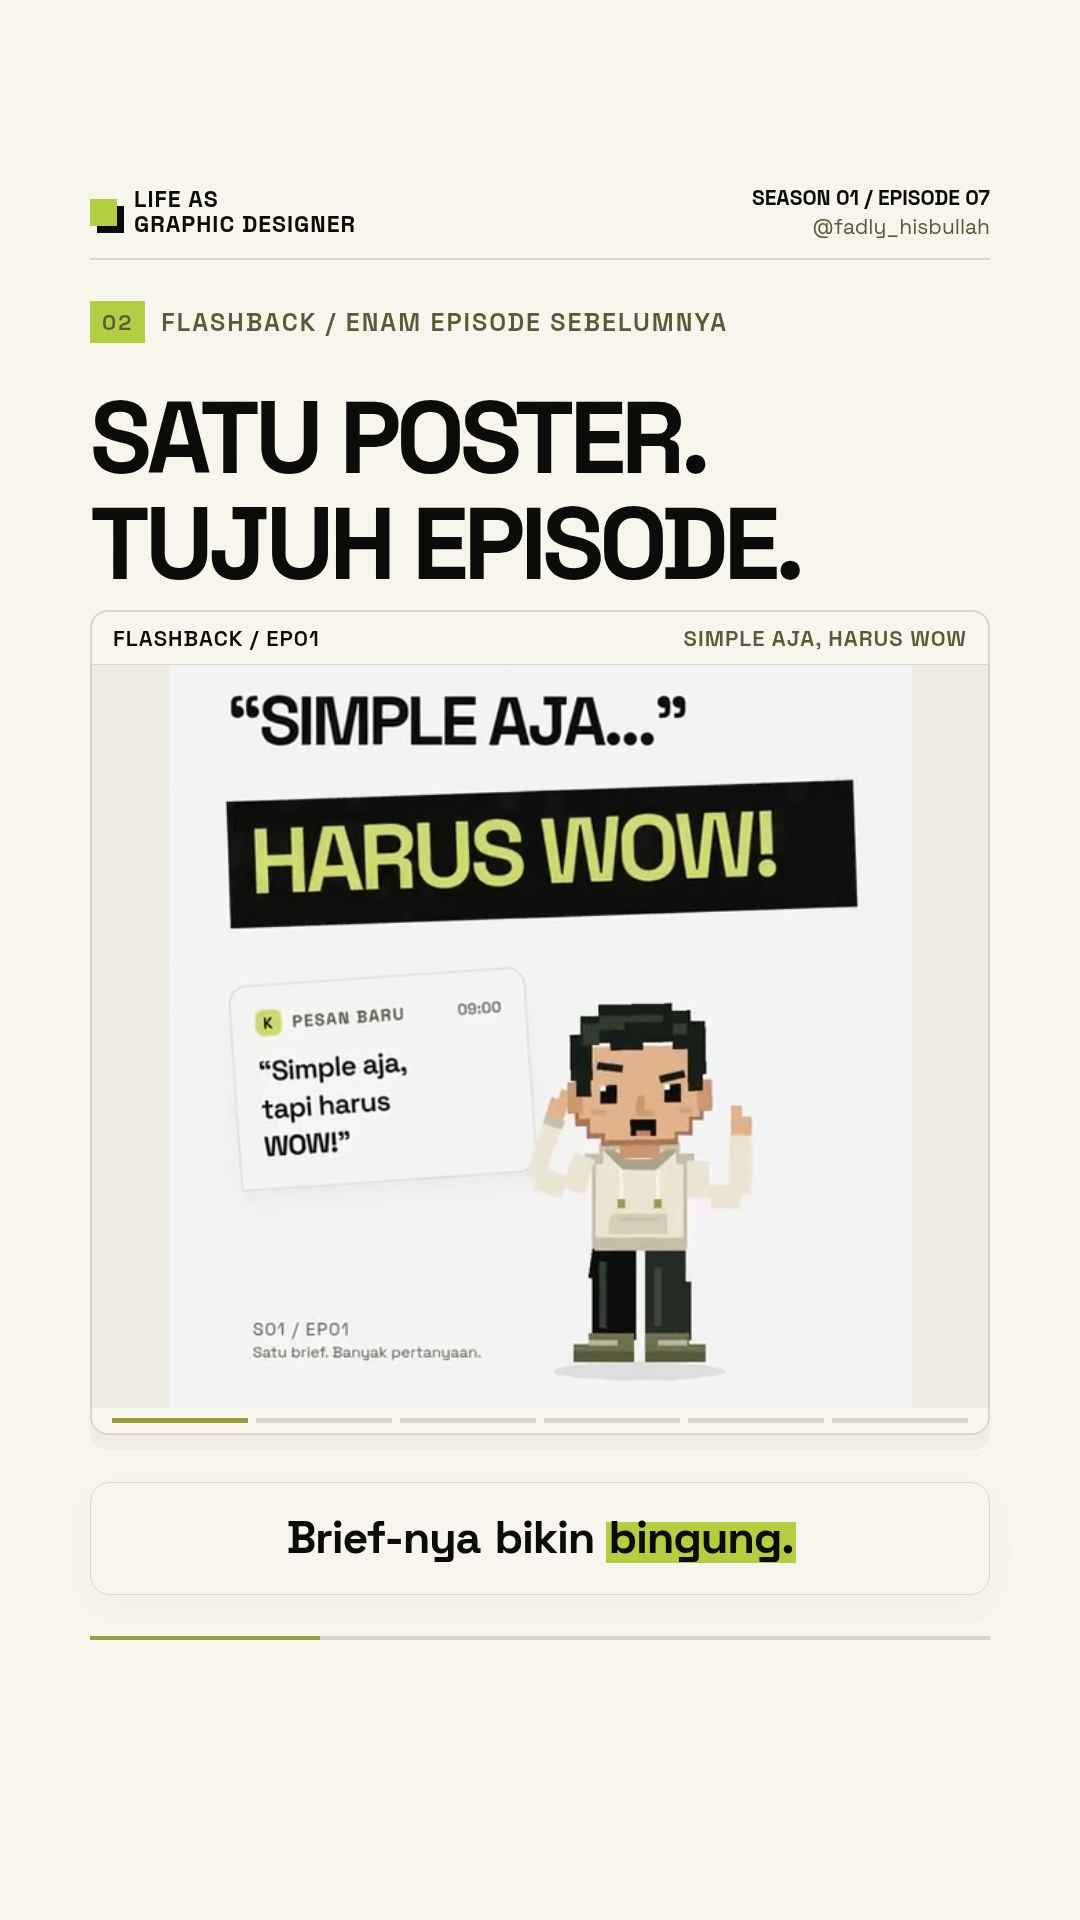 LIFE AS
GRAPHIC DESIGNER
SEASON 01 / EPISODE 07
@fadly_hisbullah
02
FLASHBACK / ENAM EPISODE SEBELUMNYA
SATU POSTER.
TUJUH EPISODE.
FLASHBACK / EP01
SIMPLE AJA, HARUS WOW
“SIMPLE AJA...”
HARUS WOW!
K PESAN BARU 09:00
“Simple aja,
tapi harus
WOW!”
S01 / EP01
Satu brief. Banyak pertanyaan.
Brief-nya bikin bingung.